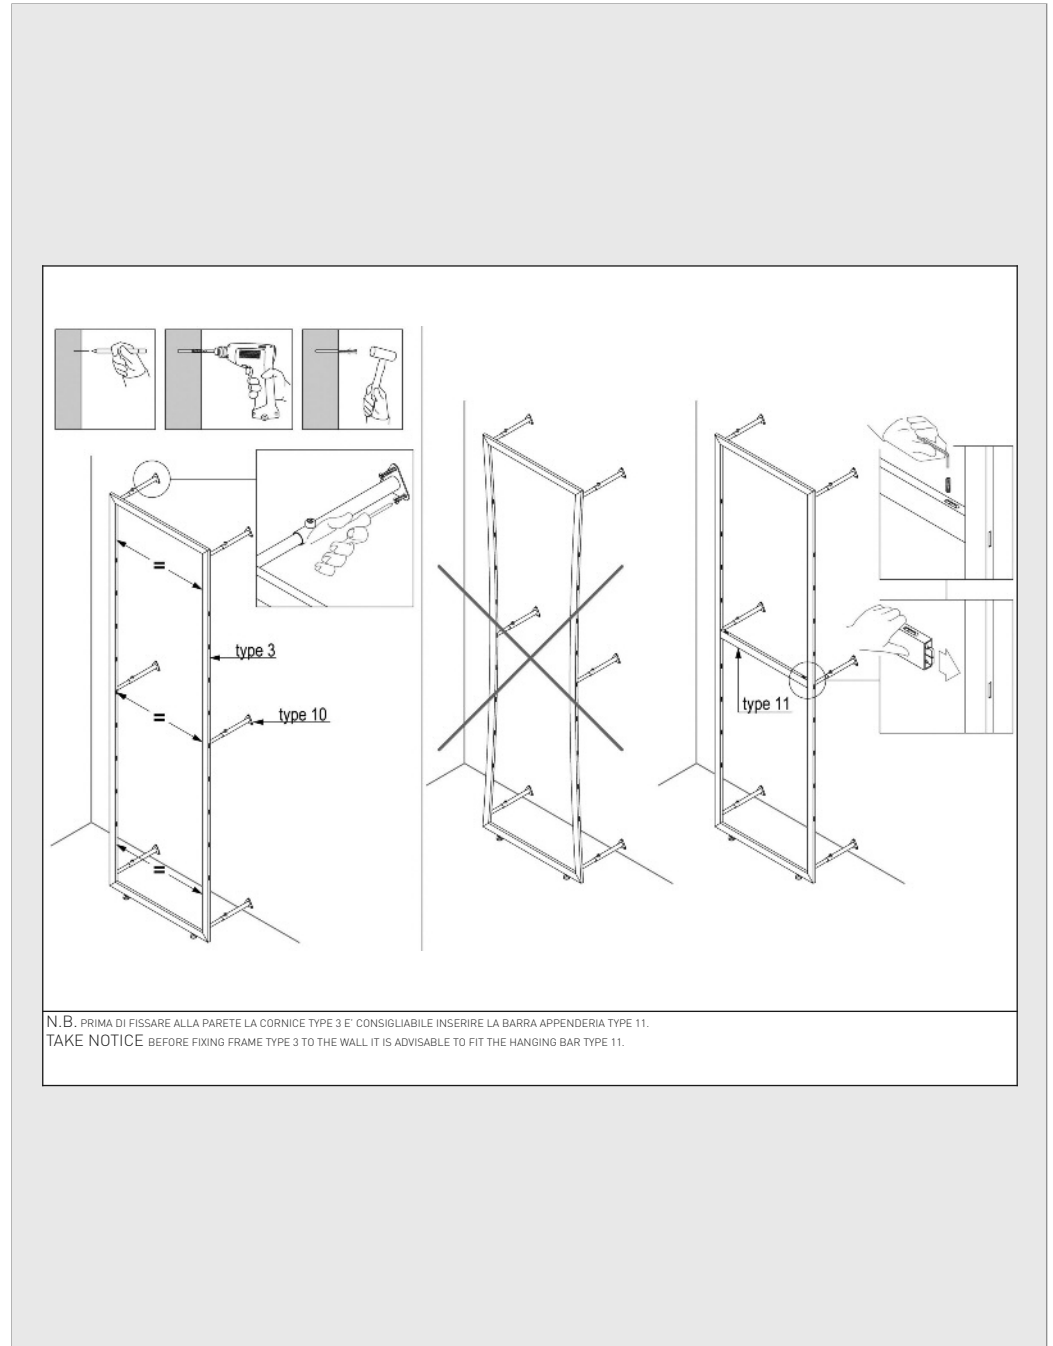 =
=
=
type 3
type 10
type 11
N.B. PRIMA DI FISSARE ALLA PARETE LA CORNICE TYPE 3 E' CONSIGLIABILE INSERIRE LA BARRA APPENDERIA TYPE 11.
TAKE NOTICE BEFORE FIXING FRAME TYPE 3 TO THE WALL IT IS ADVISABLE TO FIT THE HANGING BAR TYPE 11.